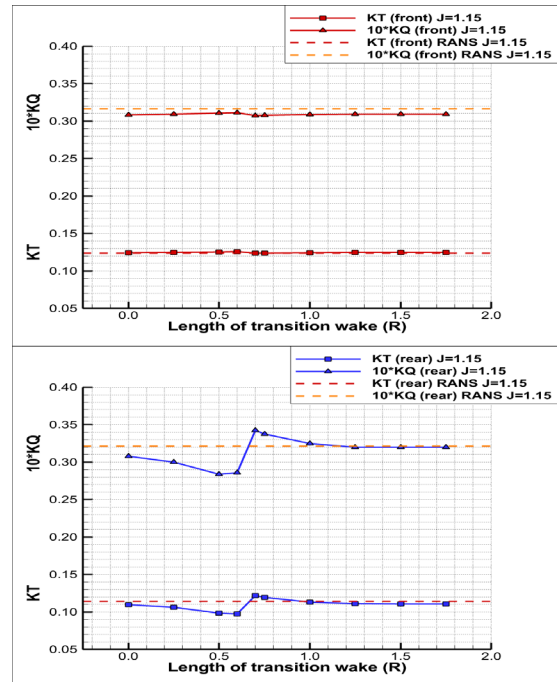 KT (front) J=1.15
10*KQ (front) J=1.15
KT (front) RANS J=1.15
10*KQ (front) RANS J=1.15
0.40
0.35
0.30
0.25
0.20
0.15
0.10
0.05
10*KQ
KT
0.0 0.5 1.0 1.5 2.0
Length of transition wake (R)
KT (rear) J=1.15
10*KQ (rear) J=1.15
KT (rear) RANS J=1.15
10*KQ (rear) RANS J=1.15
0.40
0.35
0.30
0.25
0.20
0.15
0.10
0.05
10*KQ
KT
0.0 0.5 1.0 1.5 2.0
Length of transition wake (R)